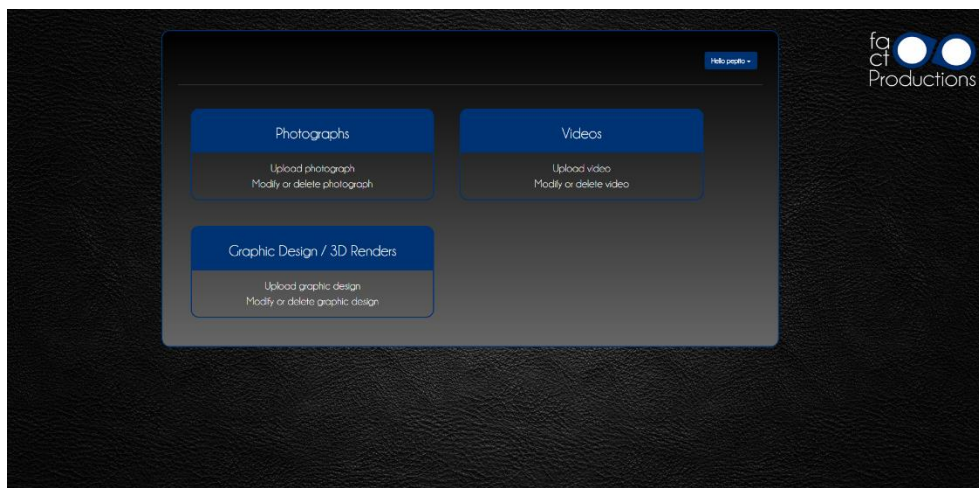 Hello pepito
fa
ct
Productions
Photographs
Upload photograph
Modify or delete photograph
Videos
Upload video
Modify or delete video
Graphic Design / 3D Renders
Upload graphic design
Modify or delete graphic design